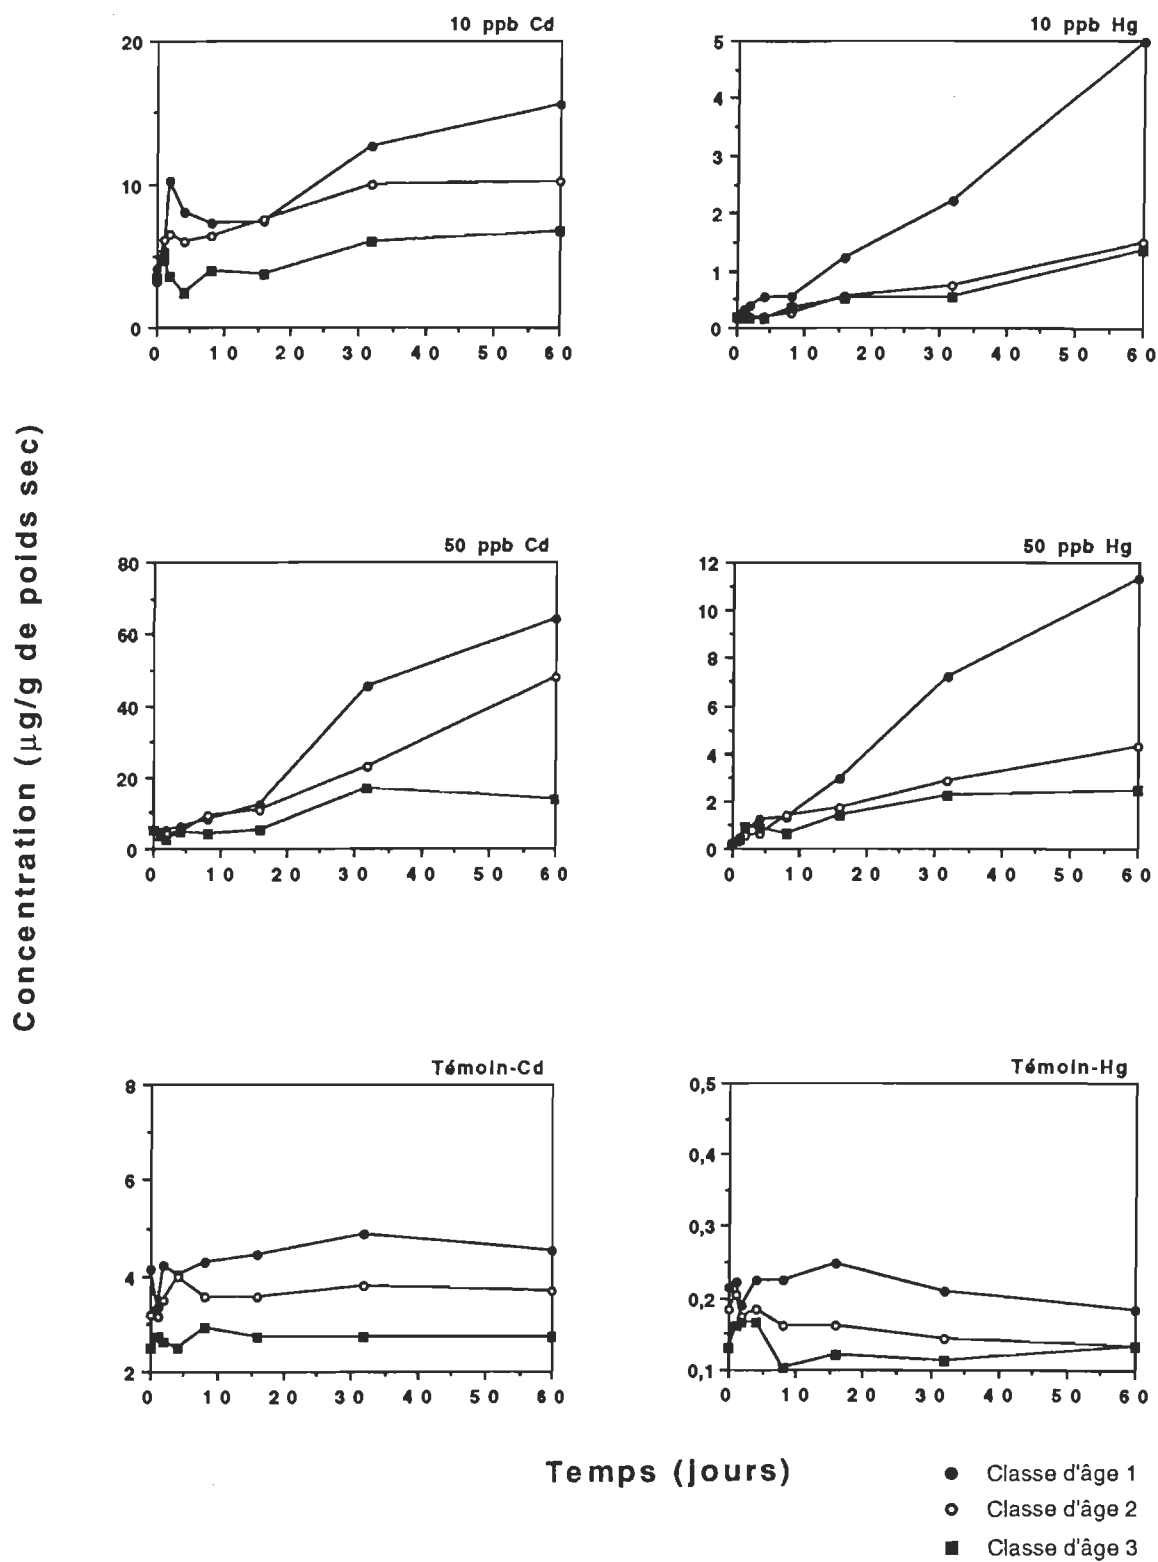 10 ppb Cd
20
10
0
0 10 20 30 40 50 60
10 ppb Hg
5
4
3
2
1
0
0 10 20 30 40 50 60
Concentration (µg/g de poids sec)
50 ppb Cd
80
60
40
20
0
0 10 20 30 40 50 60
50 ppb Hg
12
10
8
6
4
2
0
0 10 20 30 40 50 60
Témoin-Cd
8
6
4
2
0 10 20 30 40 50 60
Témoin-Hg
0,5
0,4
0,3
0,2
0,1
0 10 20 30 40 50 60
Temps (jours)
Classe d'âge 1
Classe d'âge 2
Classe d'âge 3